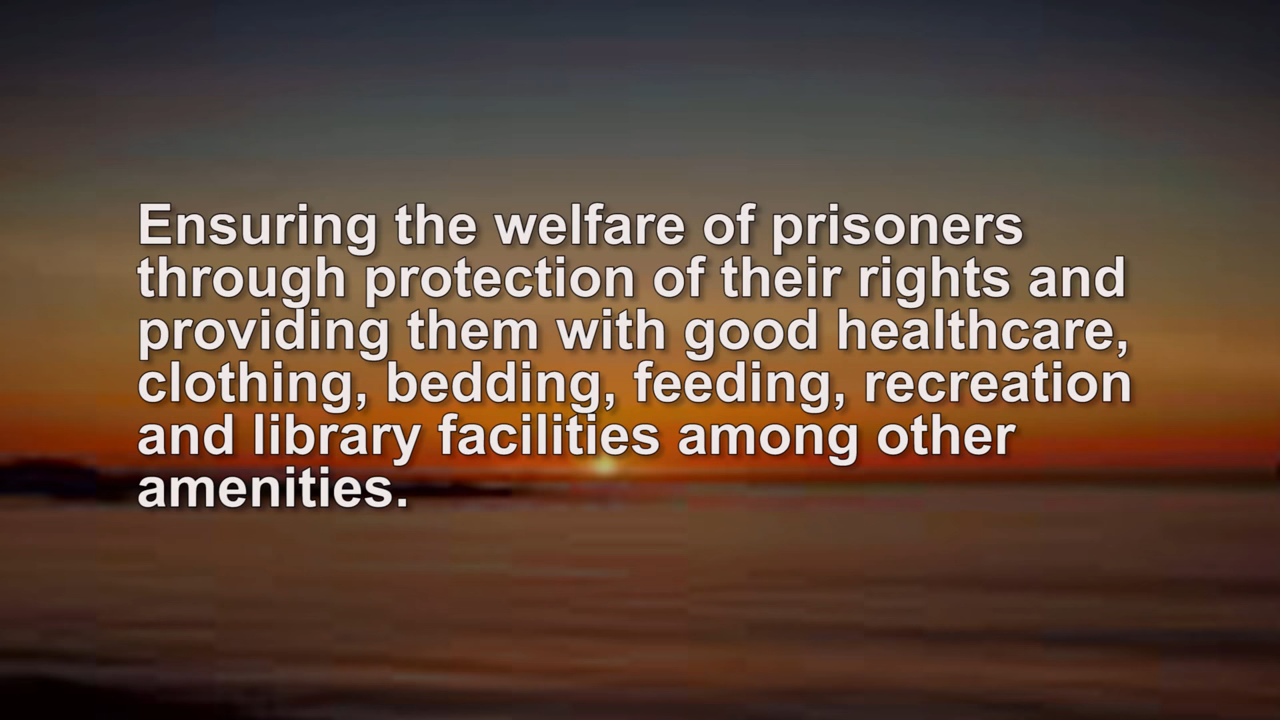 Ensuring the welfare of prisoners
through protection of their rights and
providing them with good healthcare,
clothing, bedding, feeding, recreation
and library facilities among other
amenities.